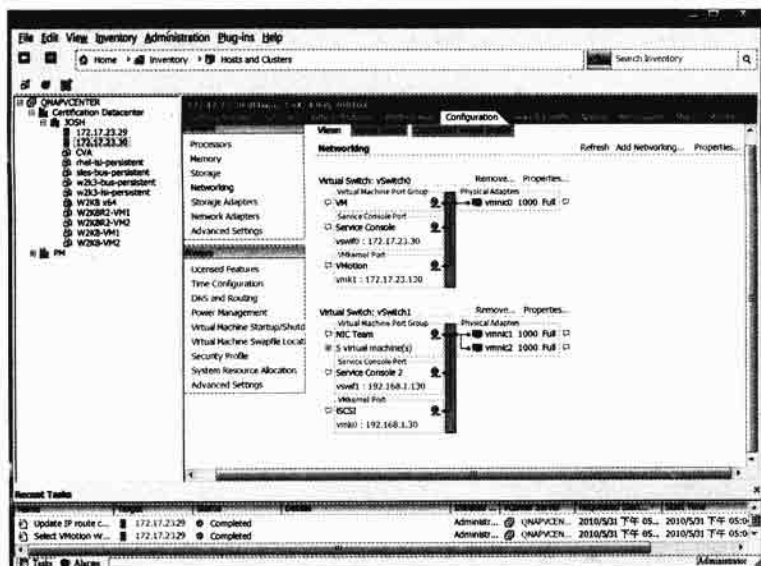 File Edit View Inventory Administration Plug-ins Help
Home Inventory Hosts and Clusters
Search Inventory
QNAPVCENTER
Certification Datacenter
JOSH
172.17.23.29
172.17.23.30
CVA
rhel-lsi-persistent
sles-bus-persistent
w2k3-bus-persistent
w2k3-lsi-persistent
W2K8 x64
W2K8R2-VM1
W2K8R2-VM2
W2K8-VM1
W2K8-VM2
PM
Configuration
Processors
Memory
Storage
Networking
Storage Adapters
Network Adapters
Advanced Settings
Licensed Features
Time Configuration
DNS and Routing
Power Management
Virtual Machine Startup/Shutd
Virtual Machine Swapfile Locati
Security Profile
System Resource Allocation
Advanced Settings
View:
Networking
Refresh Add Networking... Properties...
Virtual Switch: vSwitch0
Remove... Properties...
Virtual Machine Port Group
Physical Adapters
VM
vmnic0 1000 Full
Service Console Port
Service Console
vswif0 : 172.17.23.30
VMkernel Port
VMotion
vmk1 : 172.17.23.130
Virtual Switch: vSwitch1
Remove... Properties...
Virtual Machine Port Group
Physical Adapters
NIC Team
vmnic1 1000 Full
5 virtual machine(s)
vmnic2 1000 Full
Service Console Port
Service Console 2
vswif1 : 192.168.1.130
VMkernel Port
ISCSI
vmk0 : 192.168.1.30
Recent Tasks
Update IP route c... 172.17.23.29 Completed Administr... QNAPVCEN... 2010/5/31 下午 05... 2010/5/31 下午 05:0
Select VMotion vir... 172.17.23.29 Completed Administr... QNAPVCEN... 2010/5/31 下午 05... 2010/5/31 下午 05:0
Tasks Alarms
Administrator